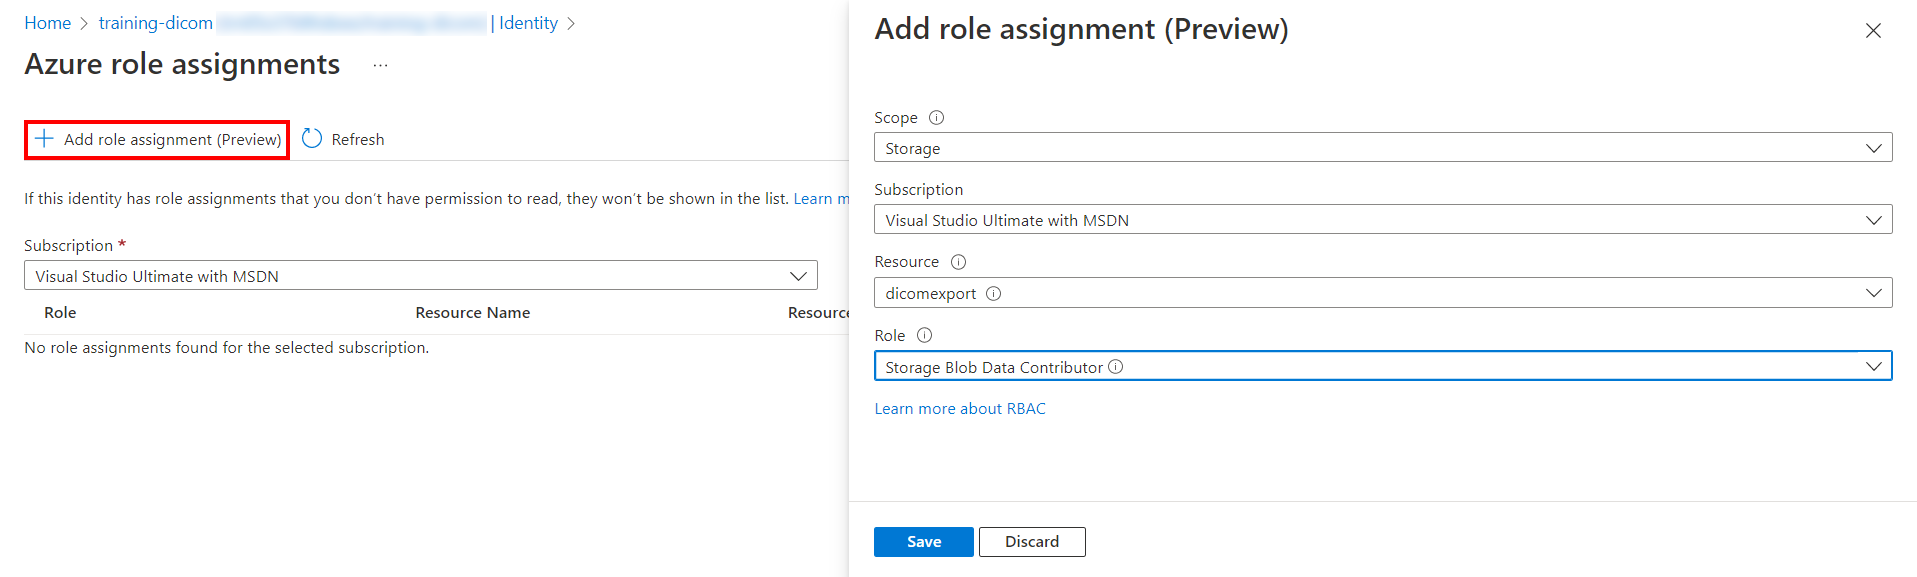 Home > training-dicom | Identity >
Azure role assignments ...
Add role assignment (Preview) Refresh
If this identity has role assignments that you don't have permission to read, they won't be shown in the list. Learn m
Subscription *
Visual Studio Ultimate with MSDN
Role Resource Name Resource
No role assignments found for the selected subscription.
Add role assignment (Preview)
Scope
Storage
Subscription
Visual Studio Ultimate with MSDN
Resource
dicomexport
Role
Storage Blob Data Contributor
Learn more about RBAC
Save Discard